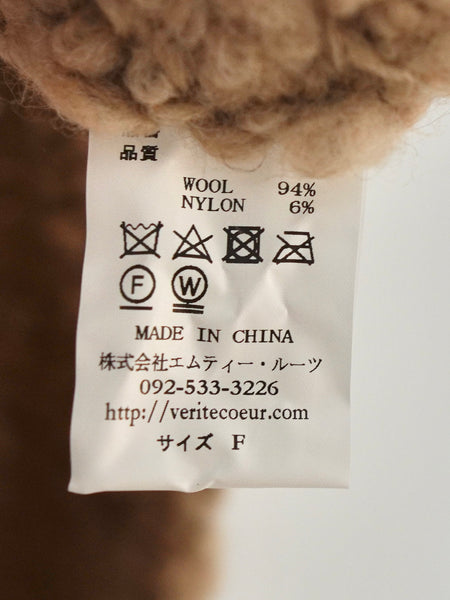 品質
WOOL 94%
NYLON 6%
F W
MADE IN CHINA
株式会社エムティー・ルーツ
092-533-3226
http://veritecoeur.com
サイズ F